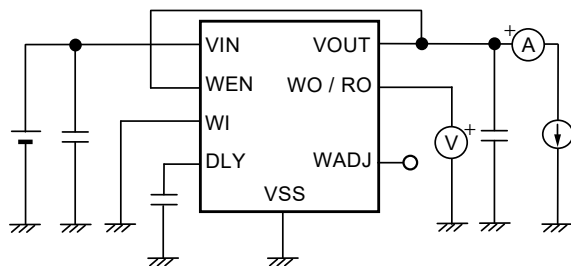 VIN VOUT + A
WEN WO / RO
WI V +
DLY WADJ
VSS